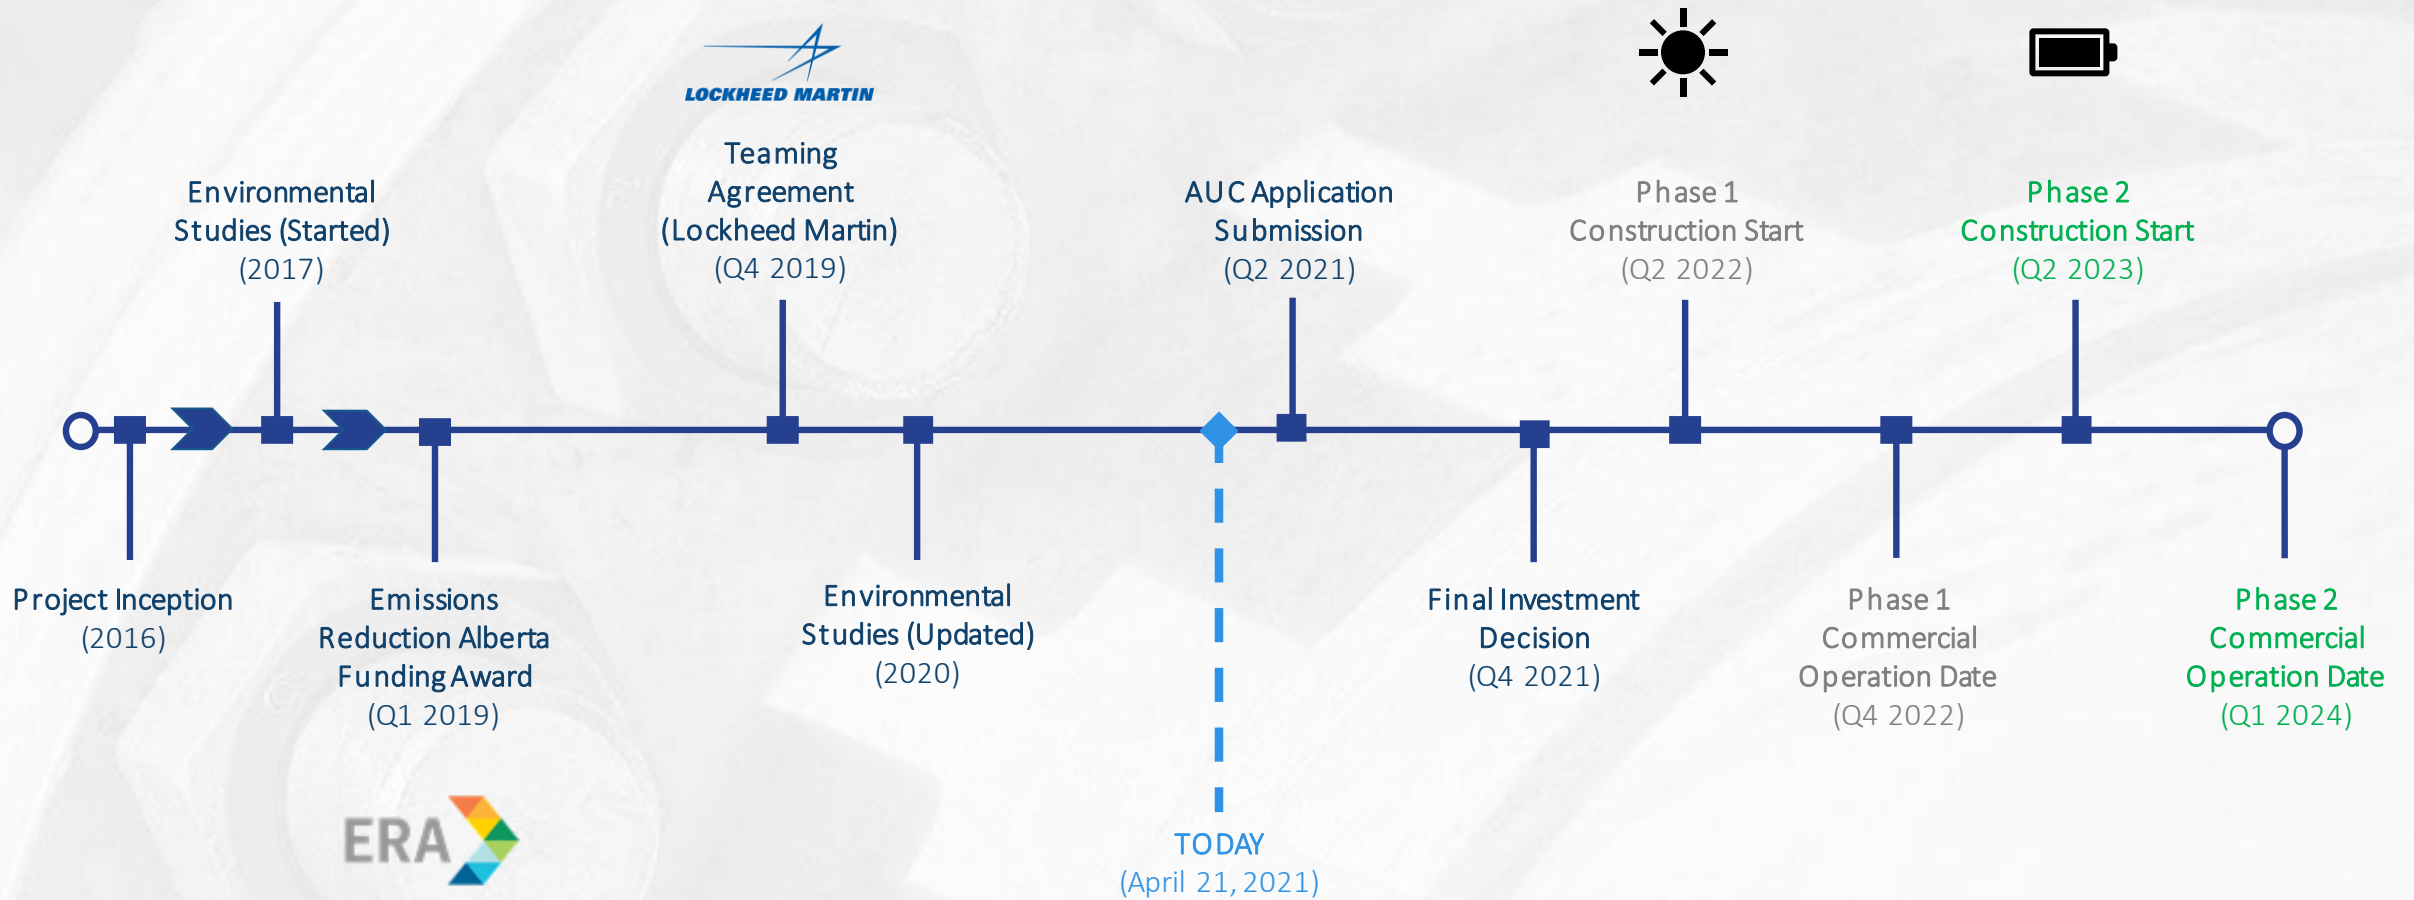 LOCKHEED MARTIN
Project Inception
(2016)
Environmental
Studies (Started)
(2017)
Emissions
Reduction Alberta
Funding Award
(Q1 2019)
ERA
Teaming
Agreement
(Lockheed Martin)
(Q4 2019)
Environmental
Studies (Updated)
(2020)
TODAY
(April 21, 2021)
AUC Application
Submission
(Q2 2021)
Final Investment
Decision
(Q4 2021)
Phase 1
Construction Start
(Q2 2022)
Phase 1
Commercial
Operation Date
(Q4 2022)
Phase 2
Construction Start
(Q2 2023)
Phase 2
Commercial
Operation Date
(Q1 2024)